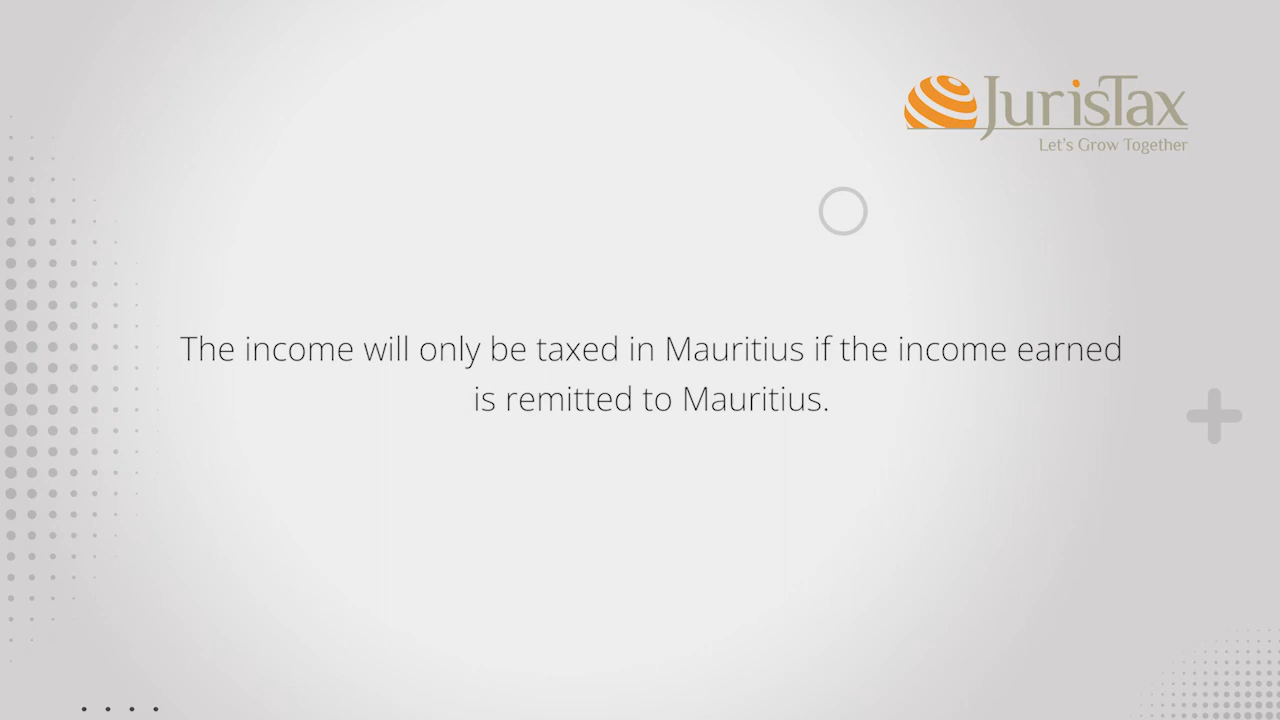 JurisTax
Let's Grow Together
The income will only be taxed in Mauritius if the income earned
is remitted to Mauritius.